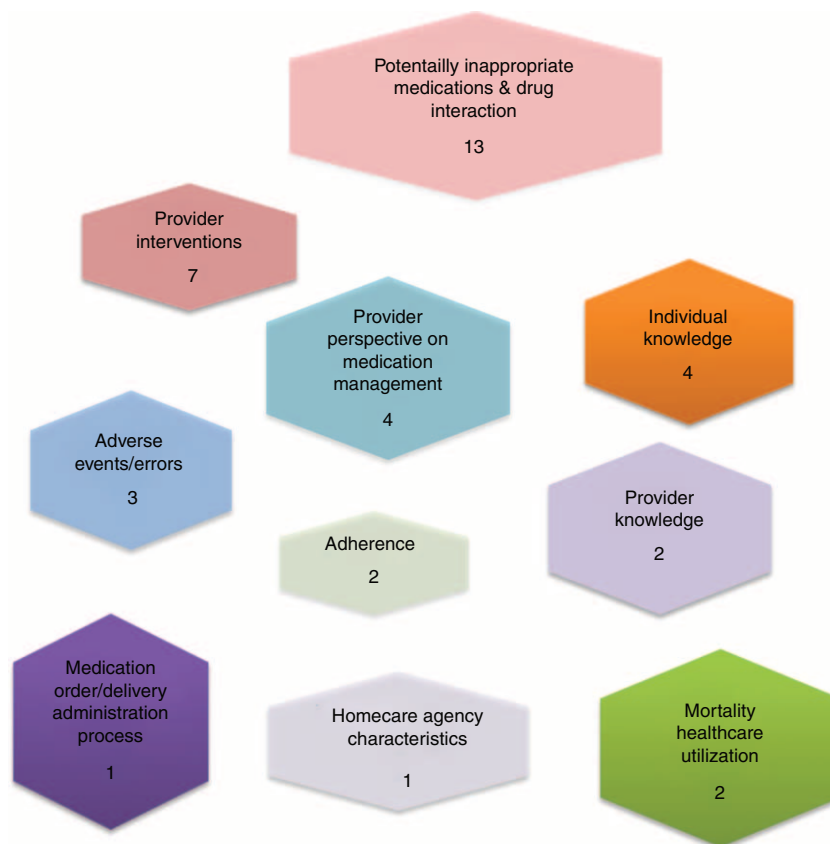 Potentailly inappropriate
medications & drug
interaction
13
Provider
interventions
7
Provider
perspective on
medication
management
4
Individual
knowledge
4
Adverse
events/errors
3
Provider
knowledge
2
Adherence
2
Medication
order/delivery
administration
process
1
Homecare agency
characteristics
1
Mortality
healthcare
utilization
2